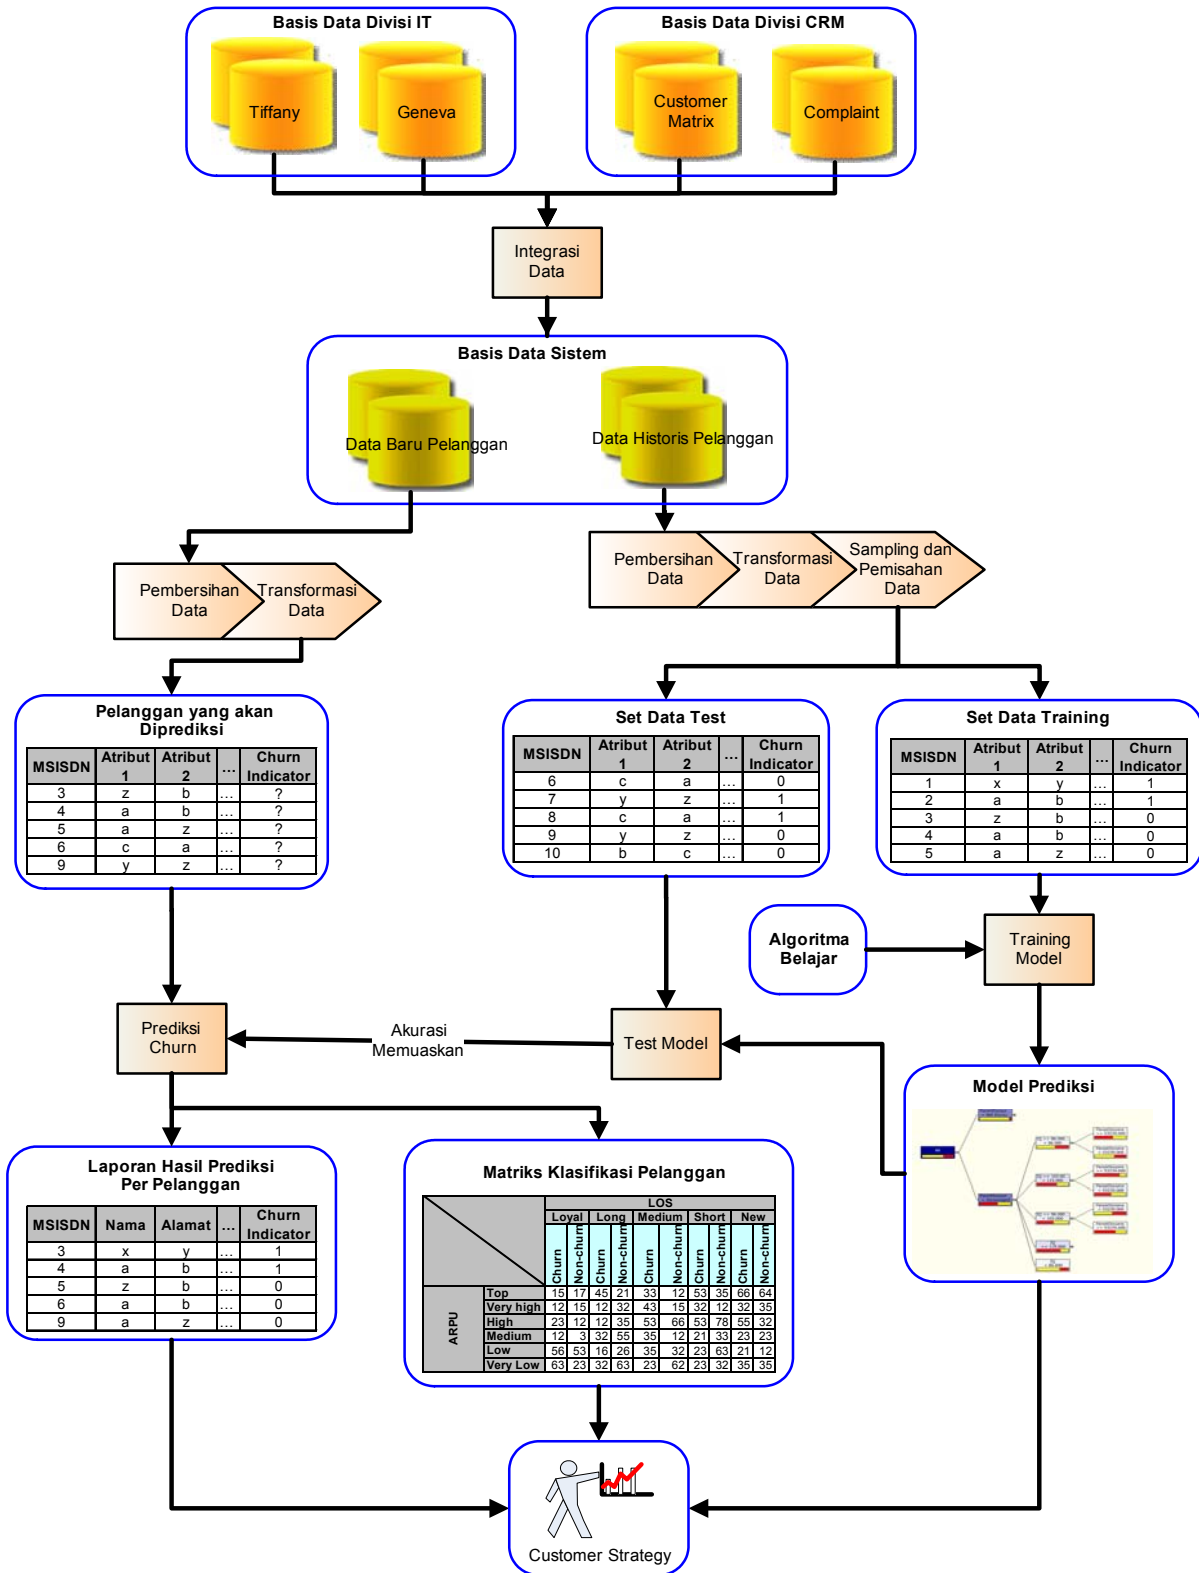 Basis Data Divisi IT
Basis Data Divisi CRM
Tiffany
Geneva
Customer
Matrix
Complaint
Integrasi
Data
Basis Data Sistem
Data Baru Pelanggan
Data Historis Pelanggan
Pembersihan
Data
Transformasi
Data
Pembersihan
Data
Transformasi
Data
Sampling dan
Pemisahan
Data
Pelanggan yang akan
Diprediksi
MSISDN Atribut 1 Atribut 2 ... Churn Indicator
3 z b ... ?
4 a b ... ?
5 a z ... ?
6 c a ... ?
9 y z ... ?
Set Data Test
MSISDN Atribut 1 Atribut 2 ... Churn Indicator
6 c a ... 0
7 y z ... 1
8 c a ... 1
9 y z ... 0
10 b c ... 0
Set Data Training
MSISDN Atribut 1 Atribut 2 ... Churn Indicator
1 x y ... 1
2 a b ... 1
3 z b ... 0
4 a b ... 0
5 a z ... 0
Algoritma
Belajar
Training
Model
Prediksi
Churn
Akurasi
Memuaskan
Test Model
Model Prediksi
Laporan Hasil Prediksi
Per Pelanggan
MSISDN Nama Alamat ... Churn Indicator
3 x y ... 1
4 a b ... 1
5 z b ... 0
6 a b ... 0
9 a z ... 0
Matriks Klasifikasi Pelanggan
LOS
Loyal Long Medium Short New
Churn Non-churn Churn Non-churn Churn Non-churn Churn Non-churn Churn Non-churn
ARPU
Top 15 17 45 21 33 12 53 35 66 64
Very high 12 15 12 32 43 15 32 12 32 35
High 23 12 12 35 53 66 53 78 55 32
Medium 12 3 32 55 35 12 21 33 23 23
Low 56 53 16 26 35 32 23 63 21 12
Very Low 63 23 32 63 23 62 23 32 35 35
Customer Strategy